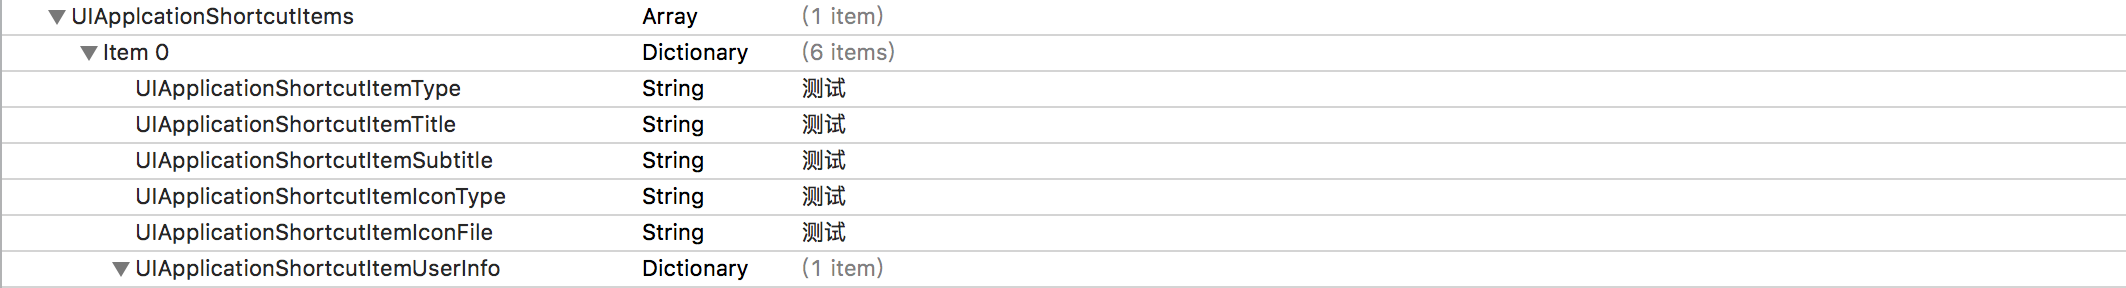 UIApplcationShortcutItems Array (1 item)
Item 0 Dictionary (6 items)
UIApplicationShortcutItemType String 测试
UIApplicationShortcutItemTitle String 测试
UIApplicationShortcutItemSubtitle String 测试
UIApplicationShortcutItemIconType String 测试
UIApplicationShortcutItemIconFile String 测试
UIApplicationShortcutItemUserInfo Dictionary (1 item)